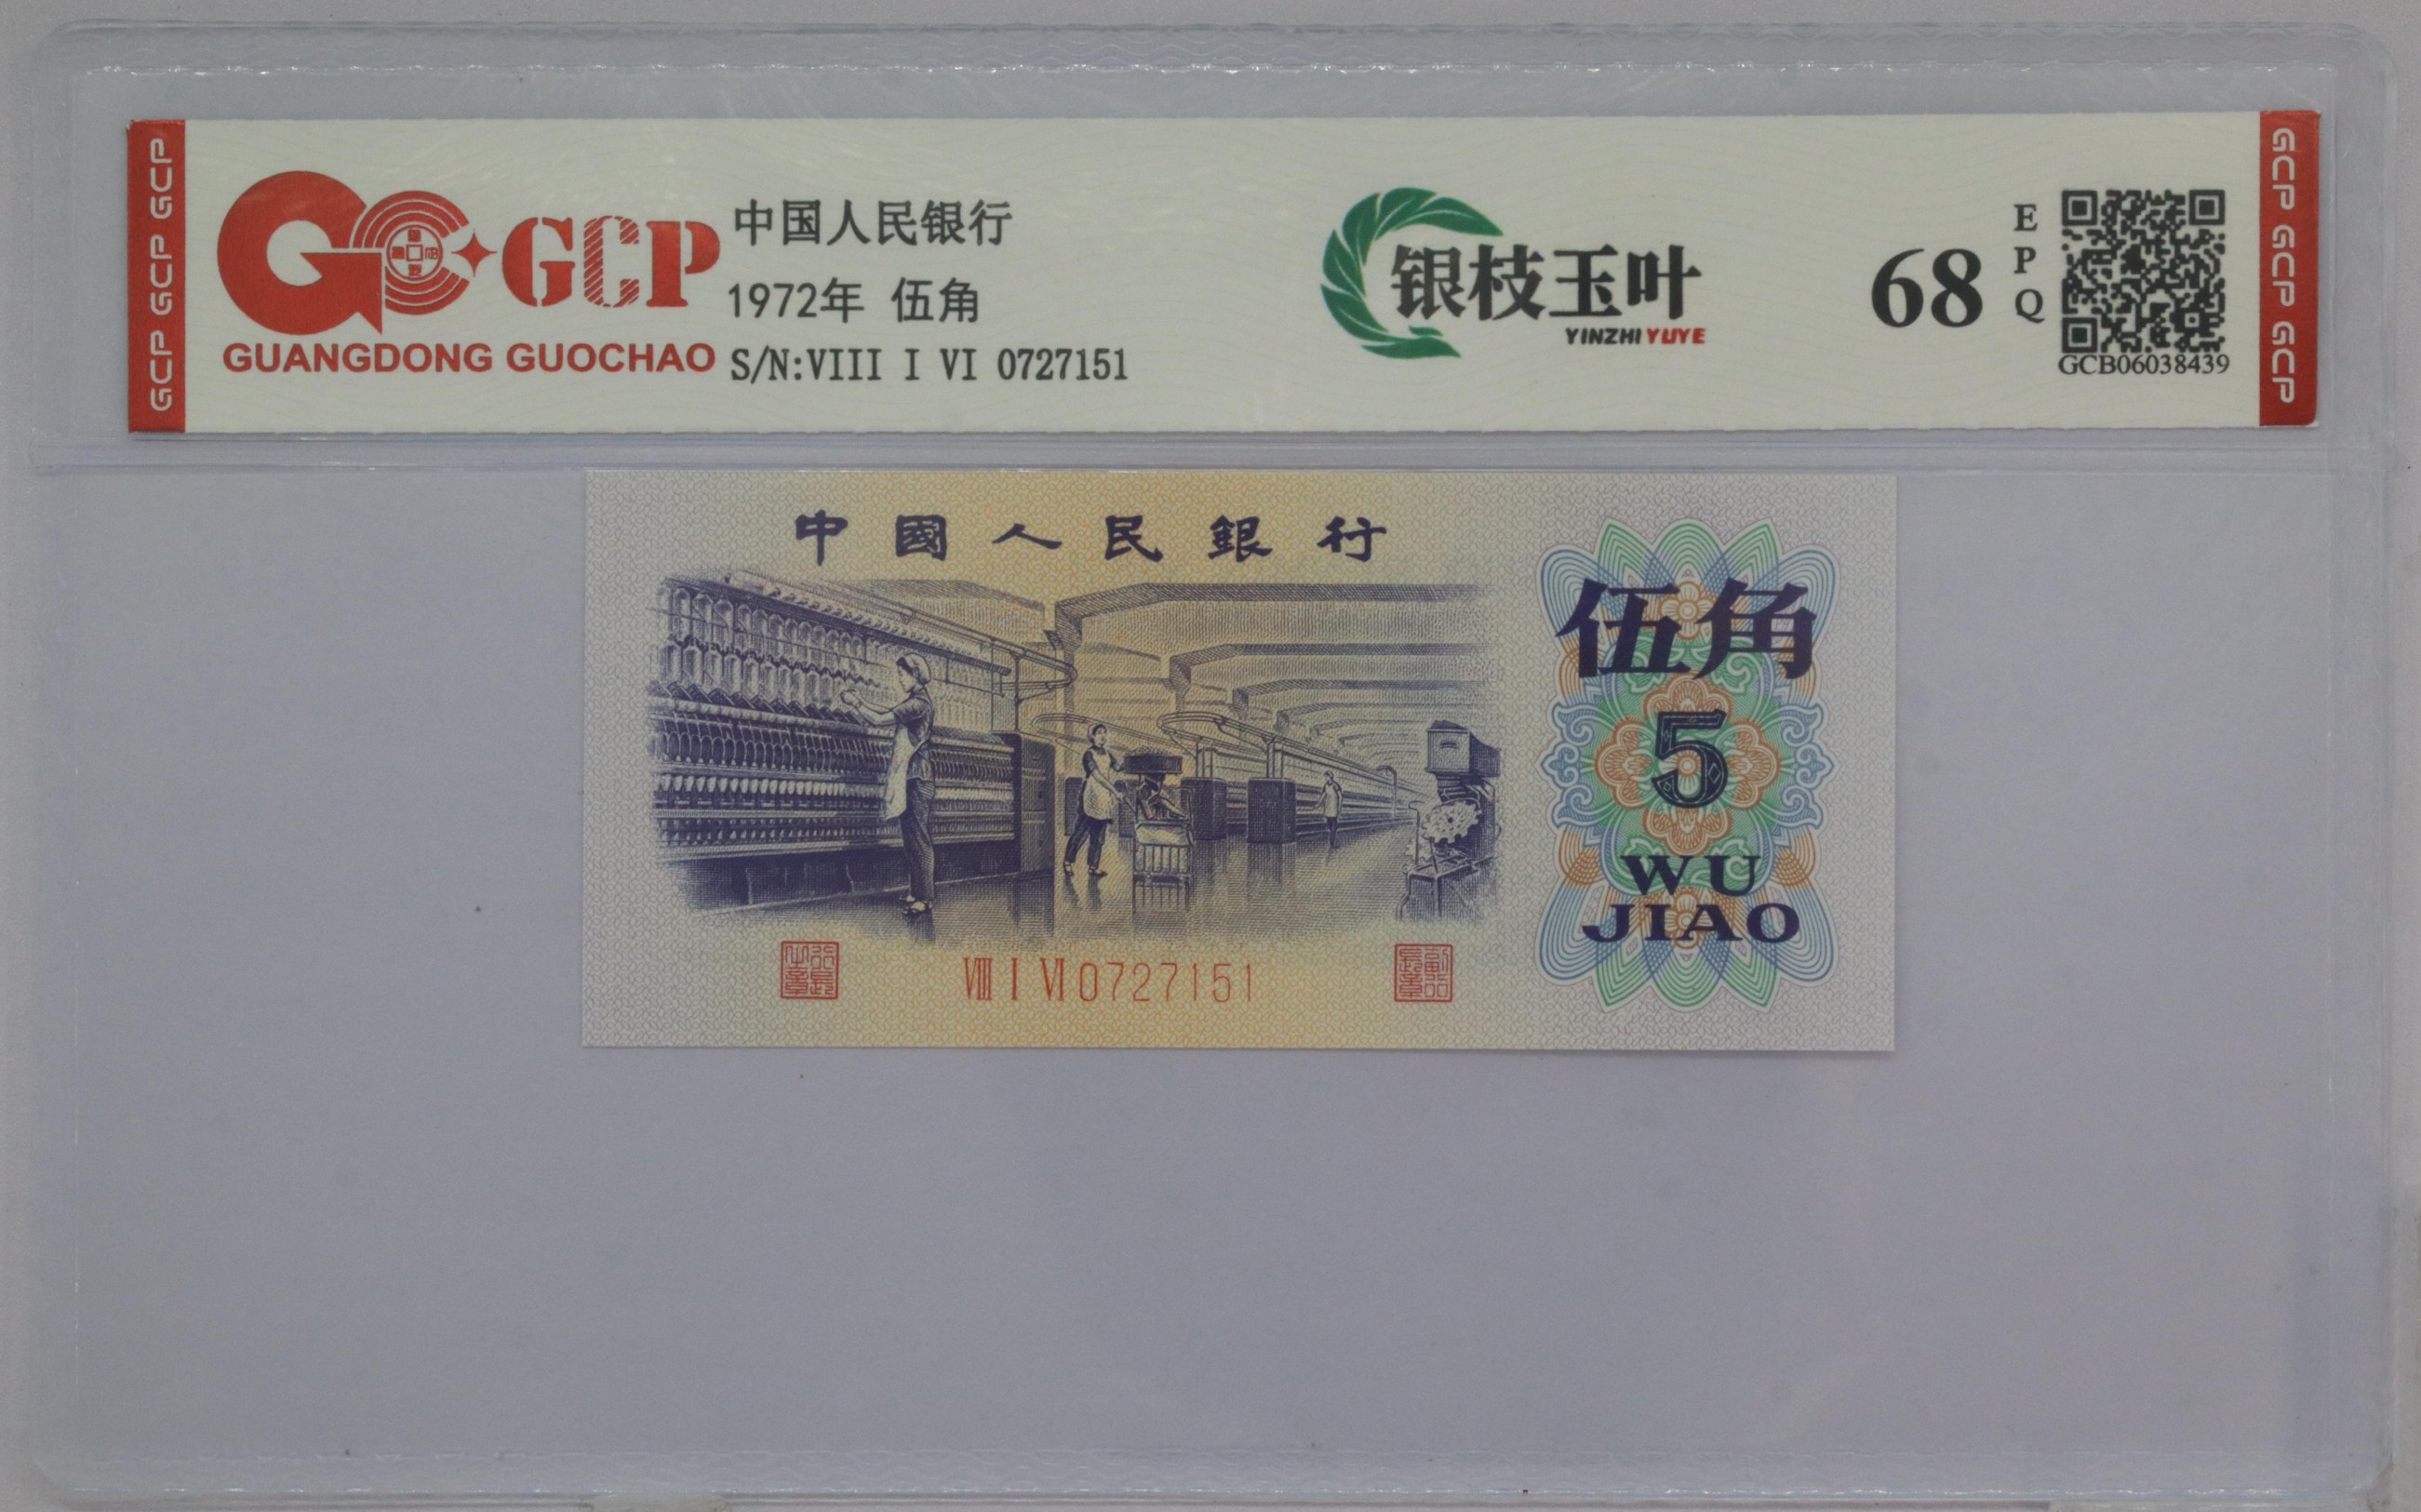 GCP GCP GCP
GCP
GUANGDONG GUOCHAO
中国人民银行
1972年 伍角
S/N:VIII I VI 0727151
银枝玉叶
YINZHI YUYE
68
EPQ
GCB06038439
GCP GCP GCP
中國人民銀行
伍角
5
WU
JIAO
VIII I VI 0727151